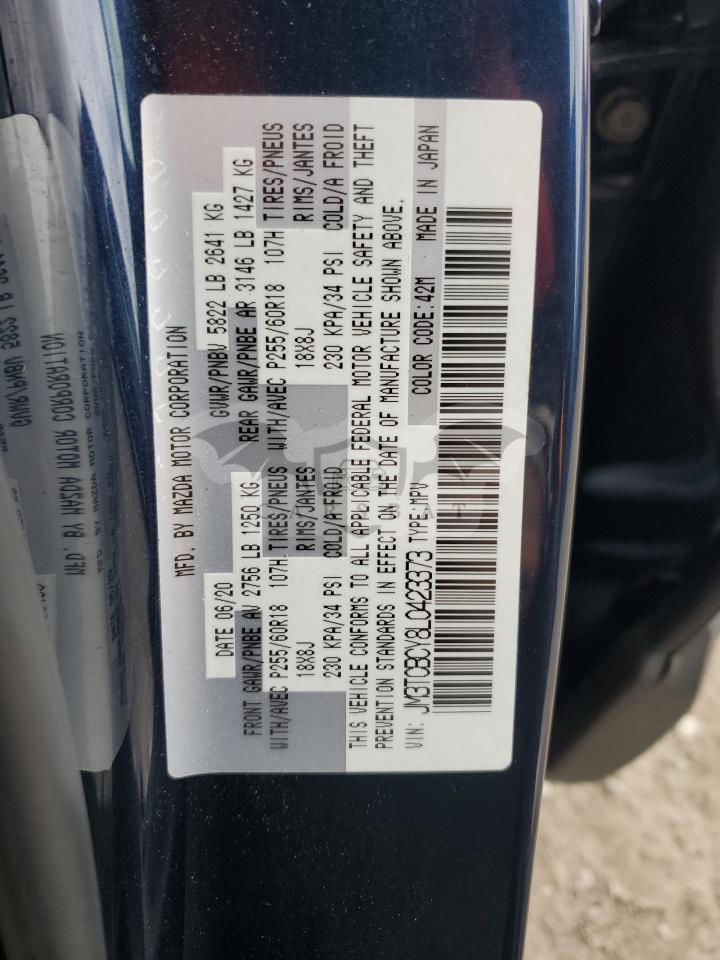 MFD. BY MAZDA MOTOR CORPORATION
DATE 06/20 GVWR/PNBV 5822 LB 2641 KG
FRONT GAWR/PNBE AV 2756 LB 1250 KG REAR GAWR/PNBE AR 3146 LB 1427 KG
WITH/AVEC P255/60R18 107H TIRES/PNEUS WITH/AVEC P255/60R18 107H TIRES/PNEUS
18X8J RIMS/JANTES 18X8J RIMS/JANTES
230 KPA/34 PSI COLD/A FROID 230 KPA/34 PSI COLD/A FROID
THIS VEHICLE CONFORMS TO ALL APPLICABLE FEDERAL MOTOR VEHICLE SAFETY AND THEFT
PREVENTION STANDARDS IN EFFECT ON THE DATE OF MANUFACTURE SHOWN ABOVE.
VIN: JM3TCBCY8L0423373 TYPE:MPV COLOR CODE:42M MADE IN JAPAN
MFD. BY MAZDA MOTOR CORPORATION
GVWR/PNBV 5822 LB